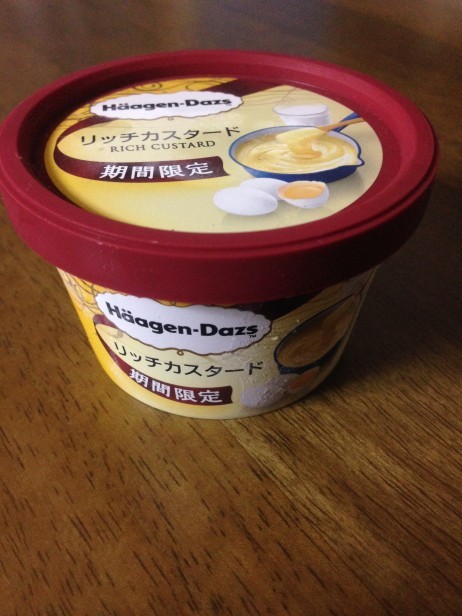 Häagen-Dazs
リッチカスタード
RICH CUSTARD
期間限定
Häagen-Dazs™
リッチカスタード
期間限定